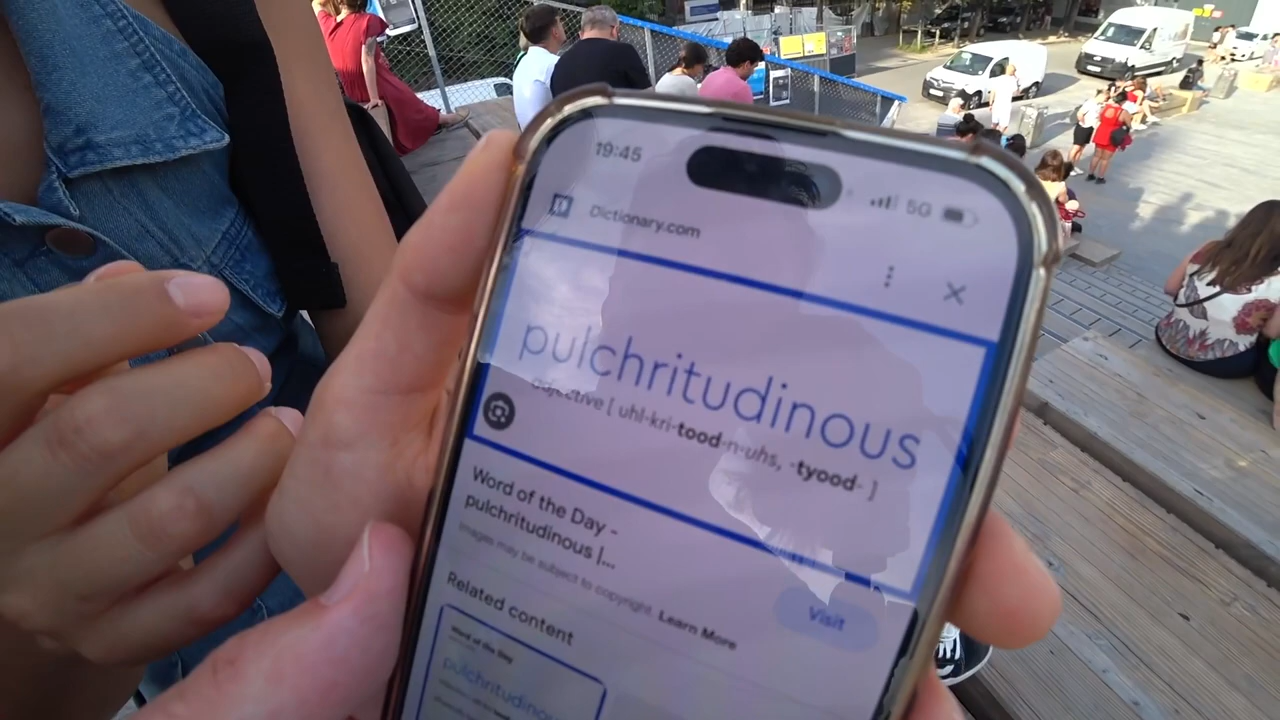 19:45
5G
Dictionary.com
pulchritudinous
adjective [ uhl-kri-tood-n-uhs, -tyood- ]
Word of the Day -
pulchritudinous |...
Images may be subject to copyright. Learn More
Visit
Related content
Word of the Day
pulchritudinous